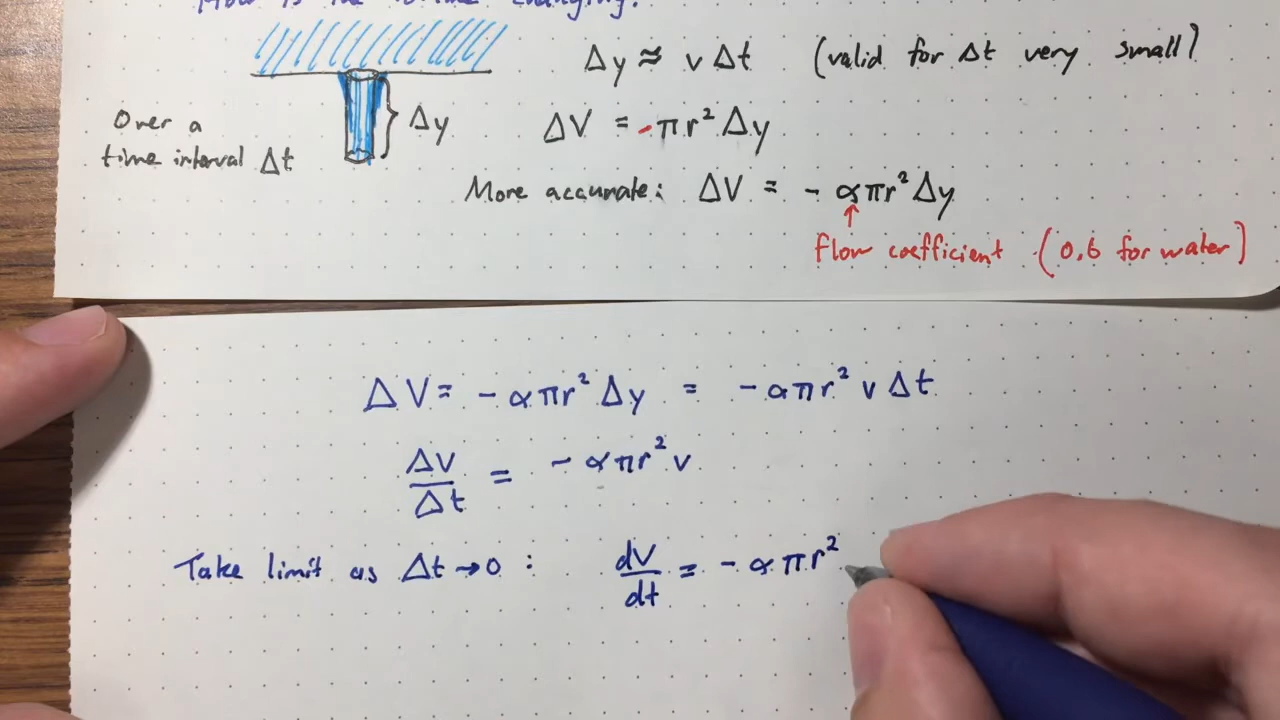 changing.
Δy ≈ v Δt (valid for Δt very small)
Over a
time interval Δt
Δy
ΔV = -πr² Δy
More accurate: ΔV = - απr² Δy
↑
flow coefficient (0.6 for water)
ΔV = - απr² Δy = - απr² v Δt
ΔV/Δt = - απr² v
Take limit as Δt → 0 : dV/dt = - απr²